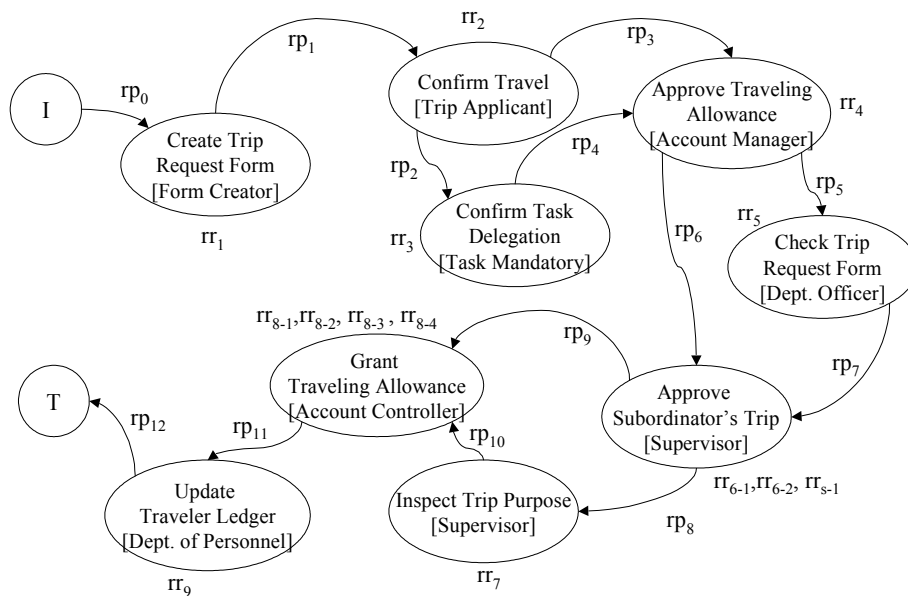 I
rp0
Create Trip
Request Form
[Form Creator]
rr1
rp1
rr2
Confirm Travel
[Trip Applicant]
rp2
rr3
Confirm Task
Delegation
[Task Mandatory]
rp3
rp4
Approve Traveling
Allowance
[Account Manager]
rr4
rp5
rp6
rr5
Check Trip
Request Form
[Dept. Officer]
rp7
Approve
Subordinator's Trip
[Supervisor]
rr6-1,rr6-2, rrs-1
rp8
rp9
Inspect Trip Purpose
[Supervisor]
rr7
rp10
rr8-1,rr8-2, rr8-3 , rr8-4
Grant
Traveling Allowance
[Account Controller]
rp11
Update
Traveler Ledger
[Dept. of Personnel]
rr9
rp12
T